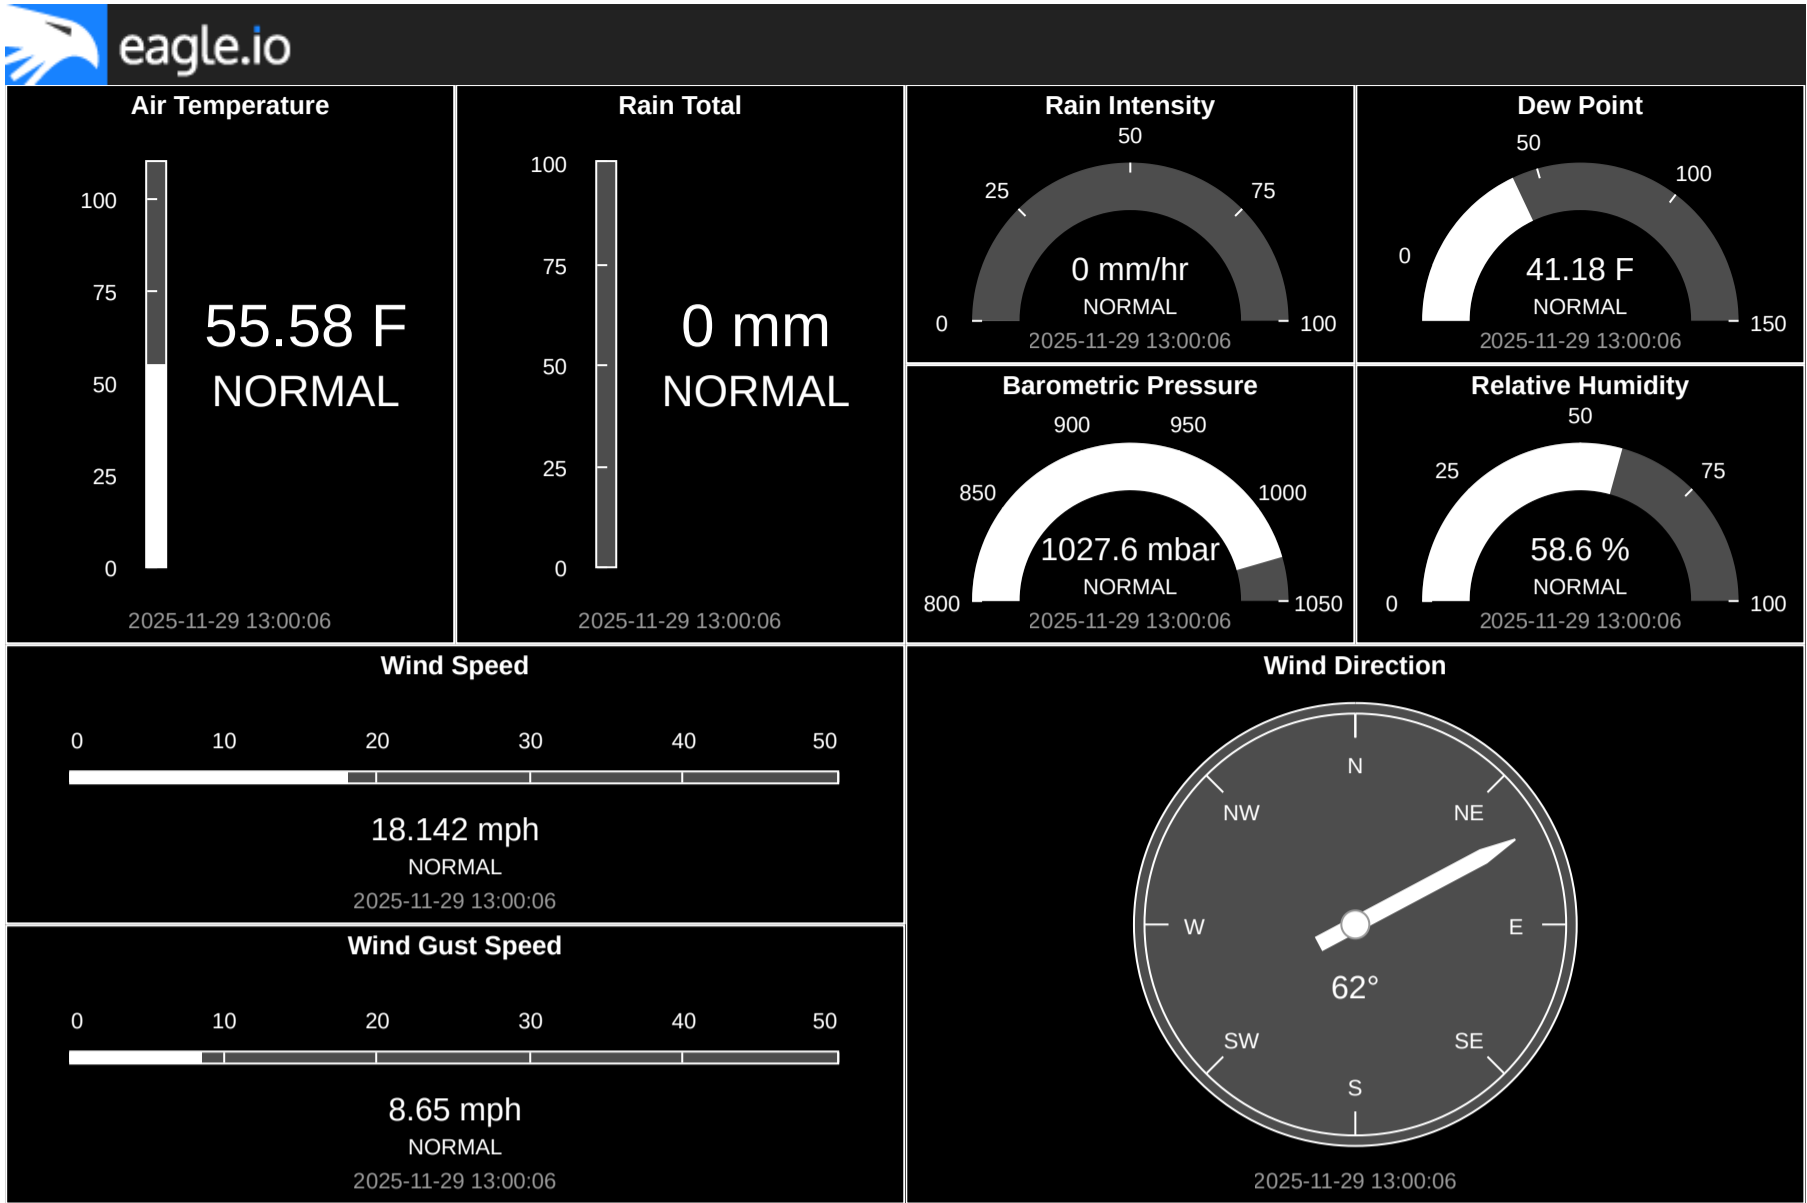 eagle.io
Air Temperature
100
75
50
25
0
55.58 F
NORMAL
2025-11-29 13:00:06
Rain Total
100
75
50
25
0
0 mm
NORMAL
2025-11-29 13:00:06
Rain Intensity
50
25
75
0
100
0 mm/hr
NORMAL
2025-11-29 13:00:06
Dew Point
50
100
0
150
41.18 F
NORMAL
2025-11-29 13:00:06
Barometric Pressure
900
950
850
1000
800
1050
1027.6 mbar
NORMAL
2025-11-29 13:00:06
Relative Humidity
50
25
75
0
100
58.6 %
NORMAL
2025-11-29 13:00:06
Wind Speed
0 10 20 30 40 50
18.142 mph
NORMAL
2025-11-29 13:00:06
Wind Gust Speed
0 10 20 30 40 50
8.65 mph
NORMAL
2025-11-29 13:00:06
Wind Direction
N
NW NE
W E
62°
SW SE
S
2025-11-29 13:00:06